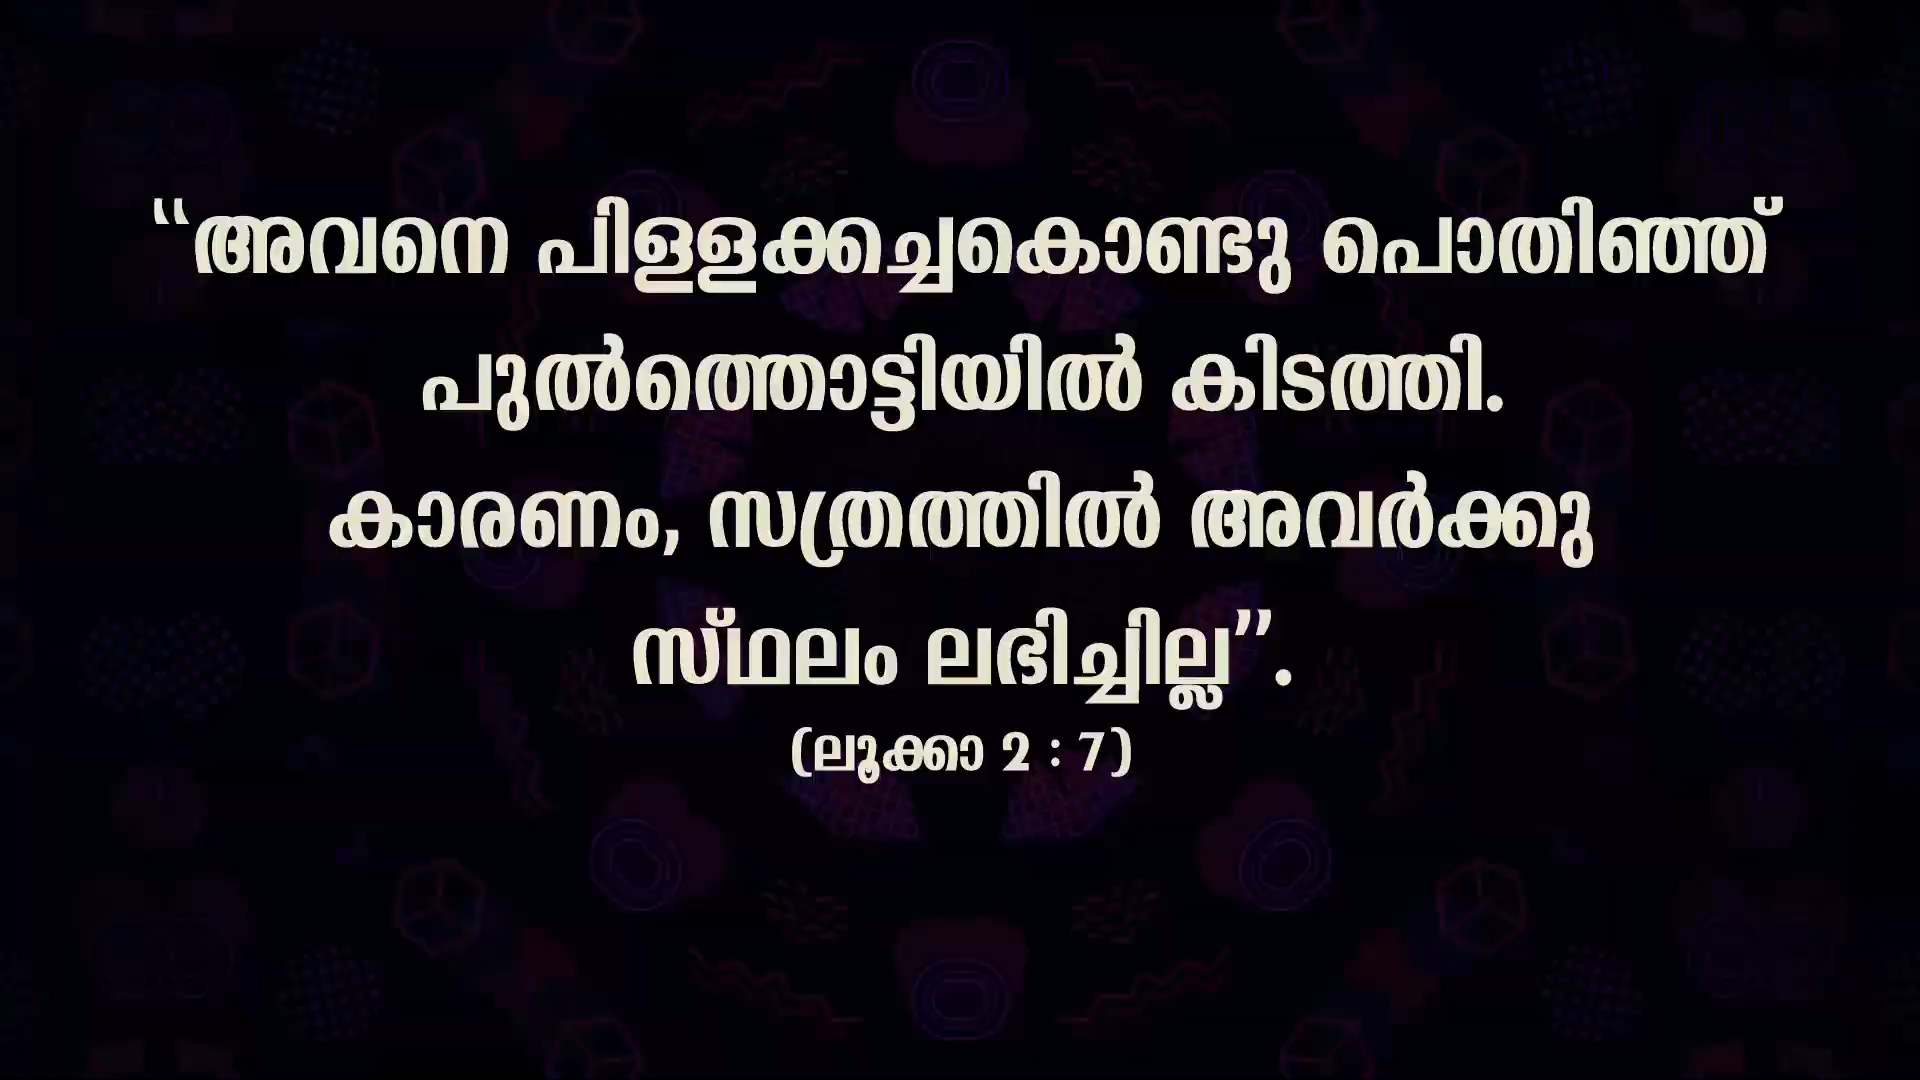 “അവനെ പിള്ളക്കച്ചകൊണ്ടു പൊതിഞ്ഞ്
പുൽത്തൊട്ടിയിൽ കിടത്തി.
കാരണം, സത്രത്തിൽ അവർക്കു
സ്ഥലം ലഭിച്ചില്ല”.
(ലൂക്കാ 2 : 7)